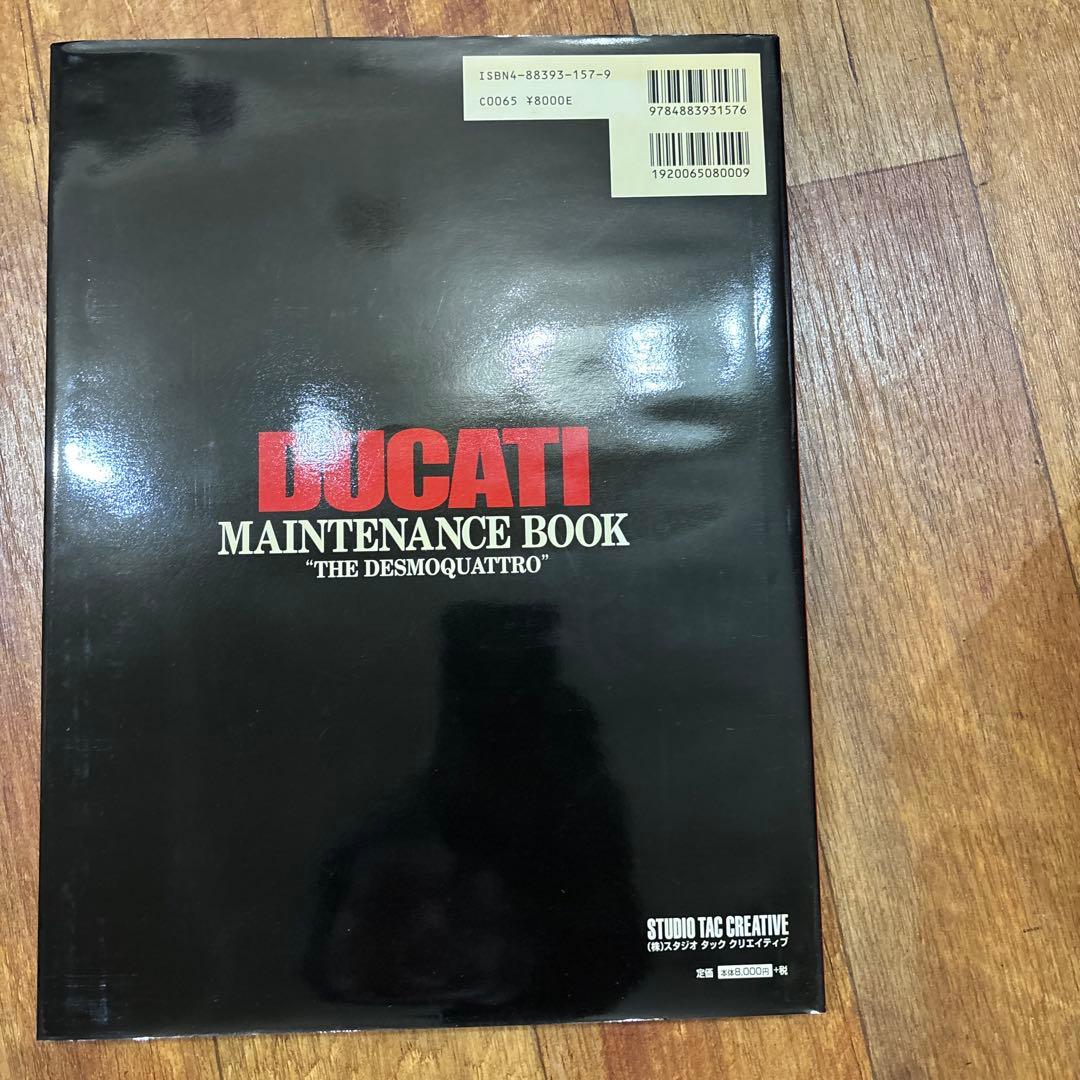 ISBN4-88393-157-9
C0065 ¥8000E
9784883931576
1920065080009
DUCATI
MAINTENANCE BOOK
“THE DESMOQUATTRO”
STUDIO TAC CREATIVE
(株)スタジオ タック クリエイティブ
定価 本体8,000円+税